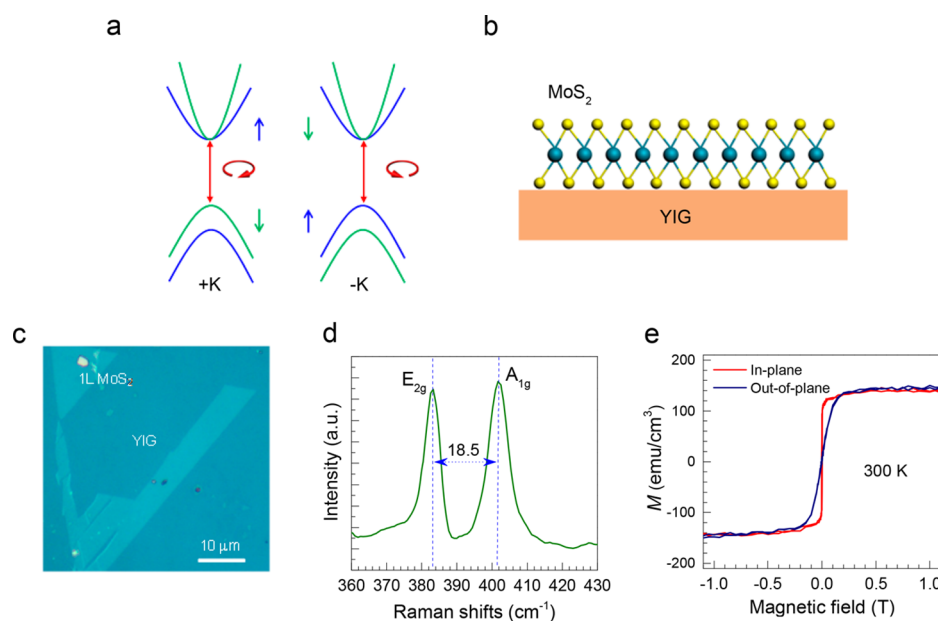 a
+K
-K
b
MoS₂
YIG
c
1L MoS₂
YIG
10 μm
d
E₂g
A₁g
18.5
Intensity (a.u.)
360 370 380 390 400 410 420 430
Raman shifts (cm⁻¹)
e
In-plane
Out-of-plane
300 K
M (emu/cm³)
200
100
0
-100
-200
-1.0 -0.5 0.0 0.5 1.0
Magnetic field (T)